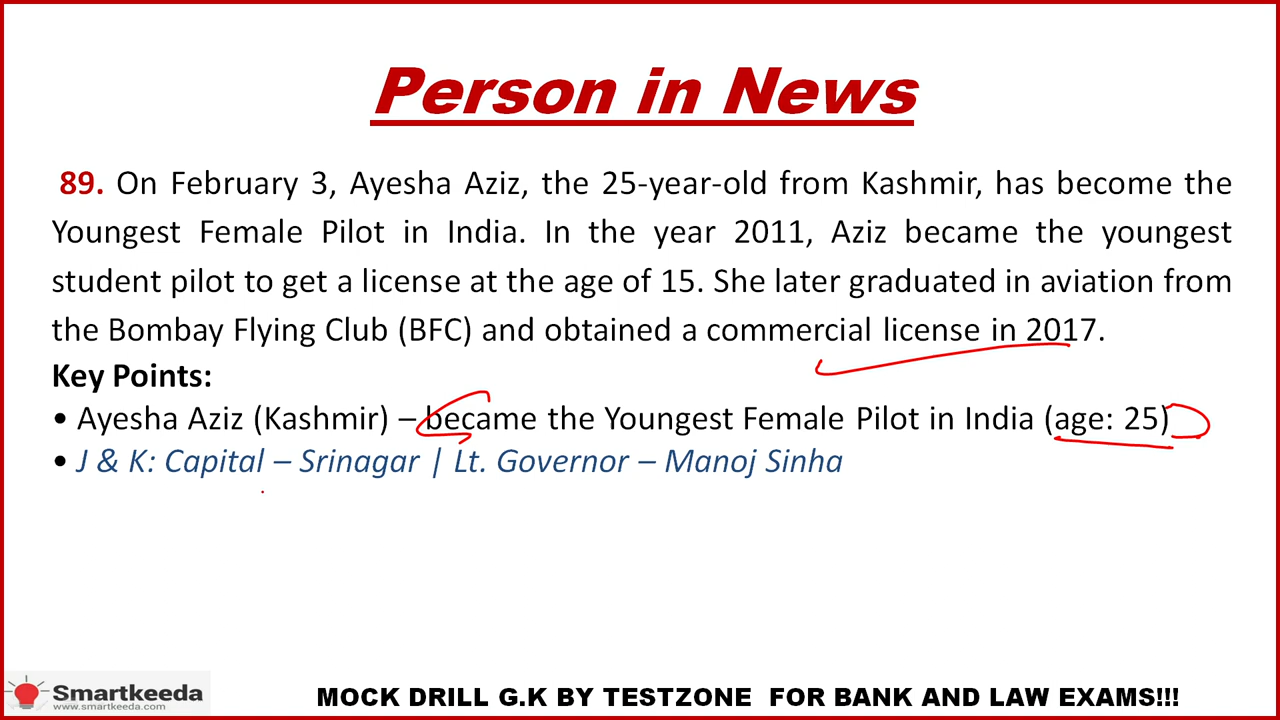 Person in News
89. On February 3, Ayesha Aziz, the 25-year-old from Kashmir, has become the
Youngest Female Pilot in India. In the year 2011, Aziz became the youngest
student pilot to get a license at the age of 15. She later graduated in aviation from
the Bombay Flying Club (BFC) and obtained a commercial license in 2017.
Key Points:
• Ayesha Aziz (Kashmir) – became the Youngest Female Pilot in India (age: 25)
• J & K: Capital – Srinagar | Lt. Governor – Manoj Sinha
Smartkeeda
www.smartkeeda.com
MOCK DRILL G.K BY TESTZONE FOR BANK AND LAW EXAMS!!!